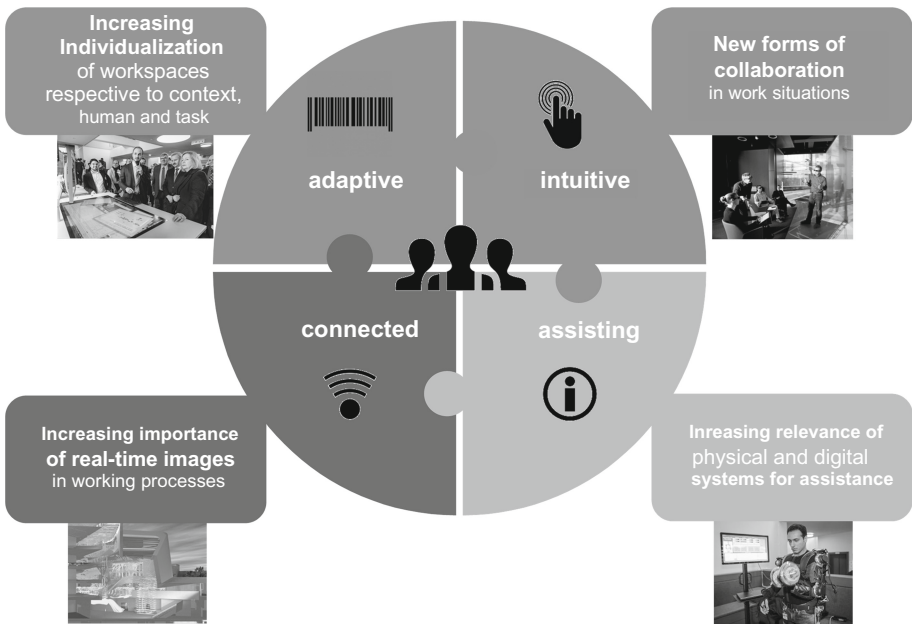 Increasing
Individualization
of workspaces
respective to context,
human and task
New forms of
collaboration
in work situations
adaptive
intuitive
connected
assisting
Increasing importance
of real-time images
in working processes
Inreasing relevance of
physical and digital
systems for assistance